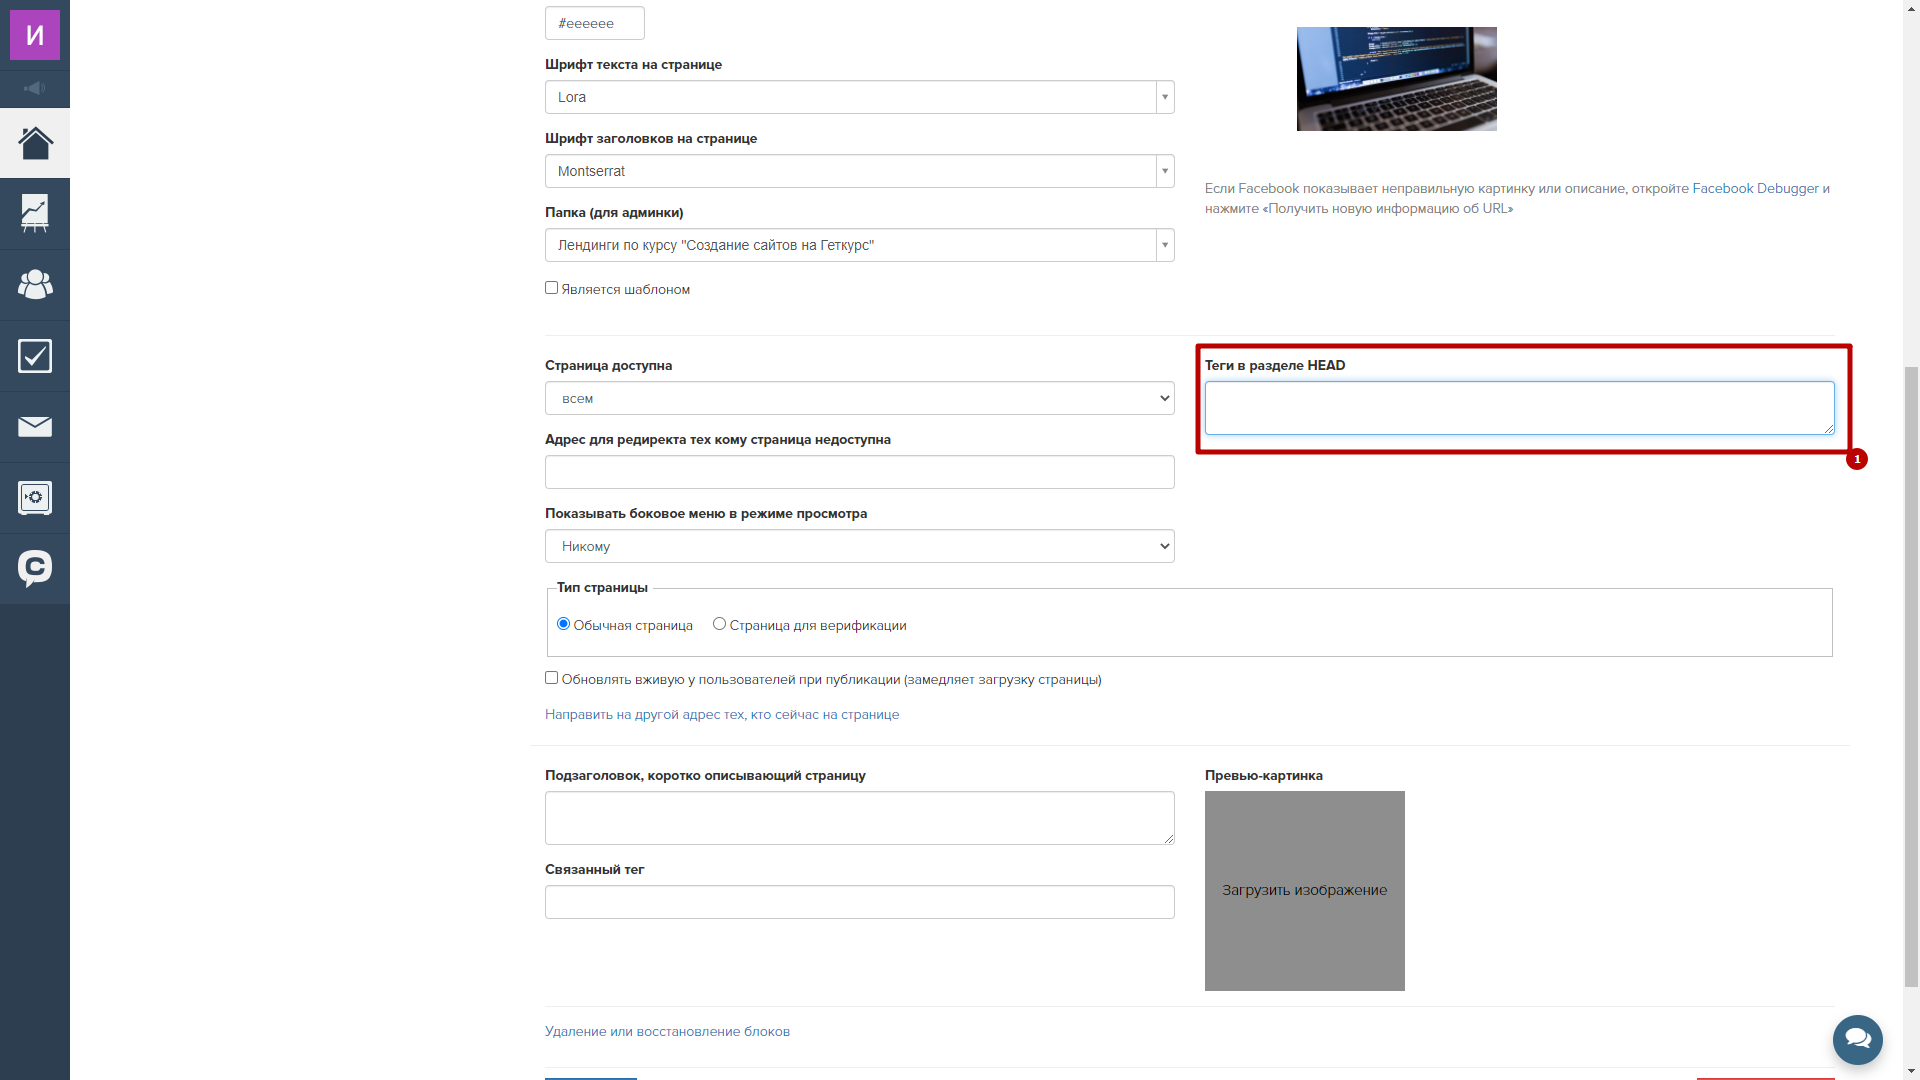 И
#eeeeee
Шрифт текста на странице
Lora
Шрифт заголовков на странице
Montserrat
Папка (для админки)
Лендинги по курсу "Создание сайтов на Геткурс"
Является шаблоном
Если Facebook показывает неправильную картинку или описание, откройте Facebook Debugger и
нажмите «Получить новую информацию об URL»
Страница доступна
всем
Адрес для редиректа тех кому страница недоступна
Показывать боковое меню в режиме просмотра
Никому
Теги в разделе HEAD
1
Тип страницы
Обычная страница
Страница для верификации
Обновлять вживую у пользователей при публикации (замедляет загрузку страницы)
Направить на другой адрес тех, кто сейчас на странице
Подзаголовок, коротко описывающий страницу
Связанный тег
Превью-картинка
Загрузить изображение
Удаление или восстановление блоков